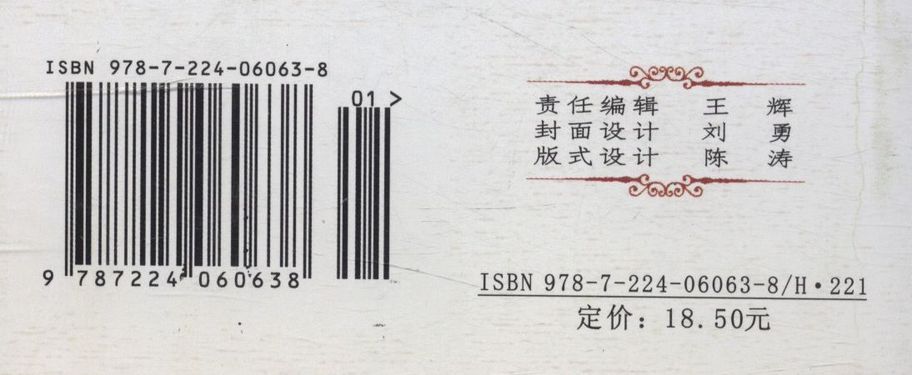 ISBN 978-7-224-06063-8
01 >
9 787224 060638
责任编辑 王 辉
封面设计 刘 勇
版式设计 陈 涛
ISBN 978-7-224-06063-8/H·221
定价：18.50元